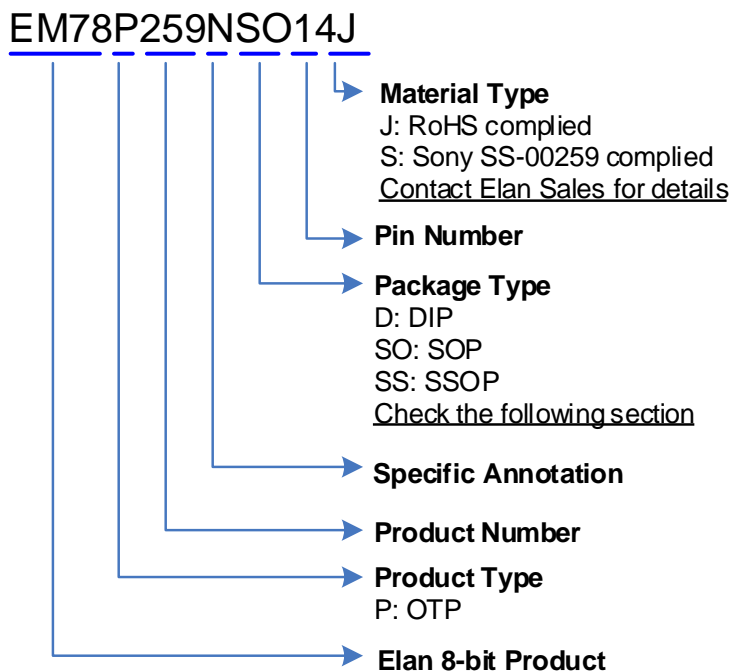 EM78P259NSO14J
Material Type
J: RoHS complied
S: Sony SS-00259 complied
Contact Elan Sales for details
Pin Number
Package Type
D: DIP
SO: SOP
SS: SSOP
Check the following section
Specific Annotation
Product Number
Product Type
P: OTP
Elan 8-bit Product